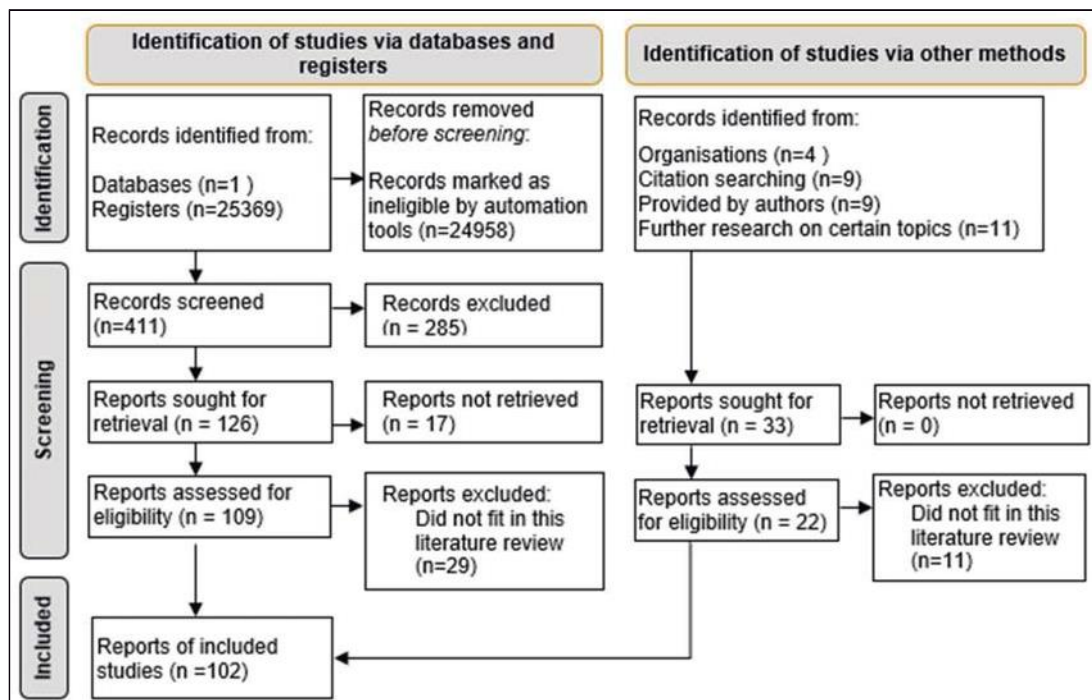 Identification of studies via databases and
registers
Identification of studies via other methods
Identification
Records identified from:
Databases (n=1 )
Registers (n=25369)
Records removed
before screening:
Records marked as
ineligible by automation
tools (n=24958)
Records identified from:
Organisations (n=4 )
Citation searching (n=9)
Provided by authors (n=9)
Further research on certain topics (n=11)
Screening
Records screened
(n=411)
Records excluded
(n = 285)
Reports sought for
retrieval (n = 126)
Reports not retrieved
(n = 17)
Reports sought for
retrieval (n = 33)
Reports not retrieved
(n = 0)
Reports assessed for
eligibility (n = 109)
Reports excluded:
Did not fit in this
literature review
(n=29)
Reports assessed
for eligibility (n = 22)
Reports excluded:
Did not fit in this
literature review
(n=11)
Included
Reports of included
studies (n =102)